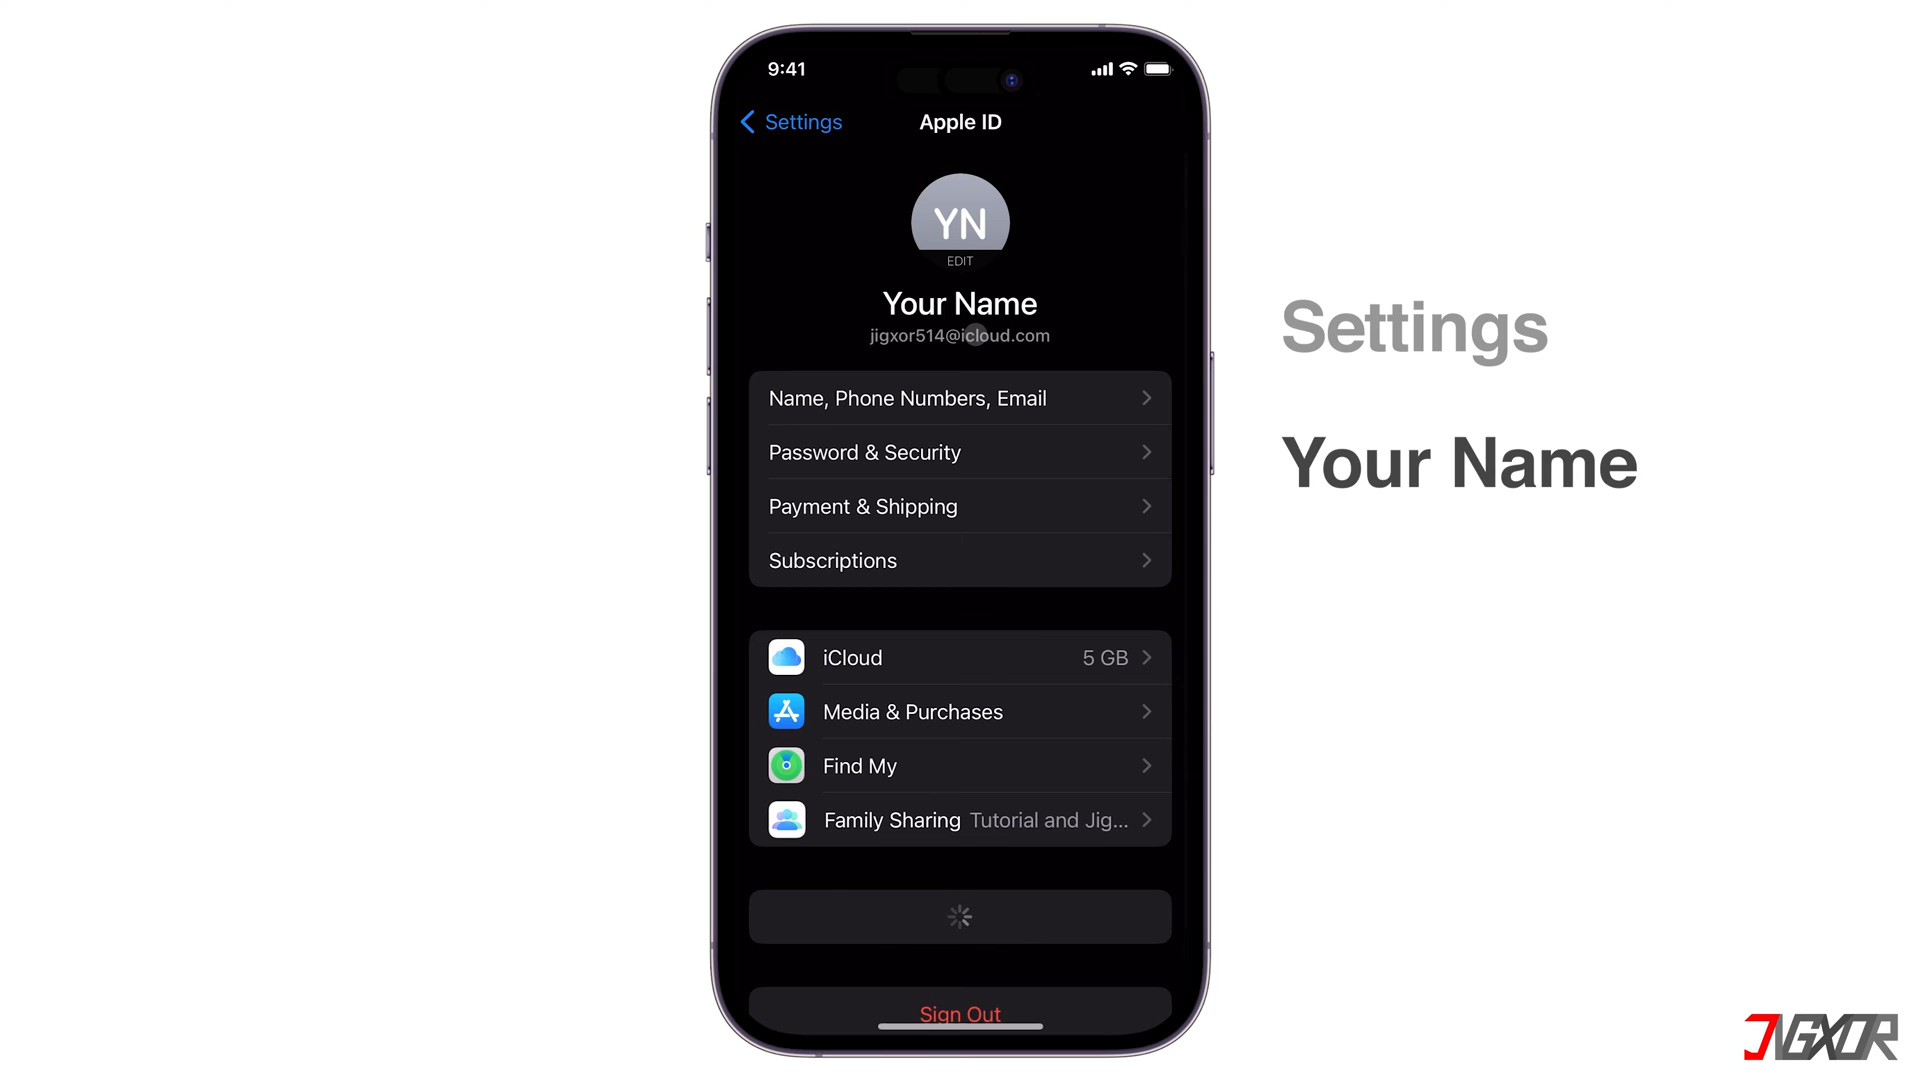 9:41
Settings
Apple ID
YN
EDIT
Your Name
jigxor514@icloud.com
Name, Phone Numbers, Email
Password & Security
Payment & Shipping
Subscriptions
iCloud 5 GB
Media & Purchases
Find My
Family Sharing Tutorial and Jig...
Sign Out
Settings
Your Name
JIGXOR